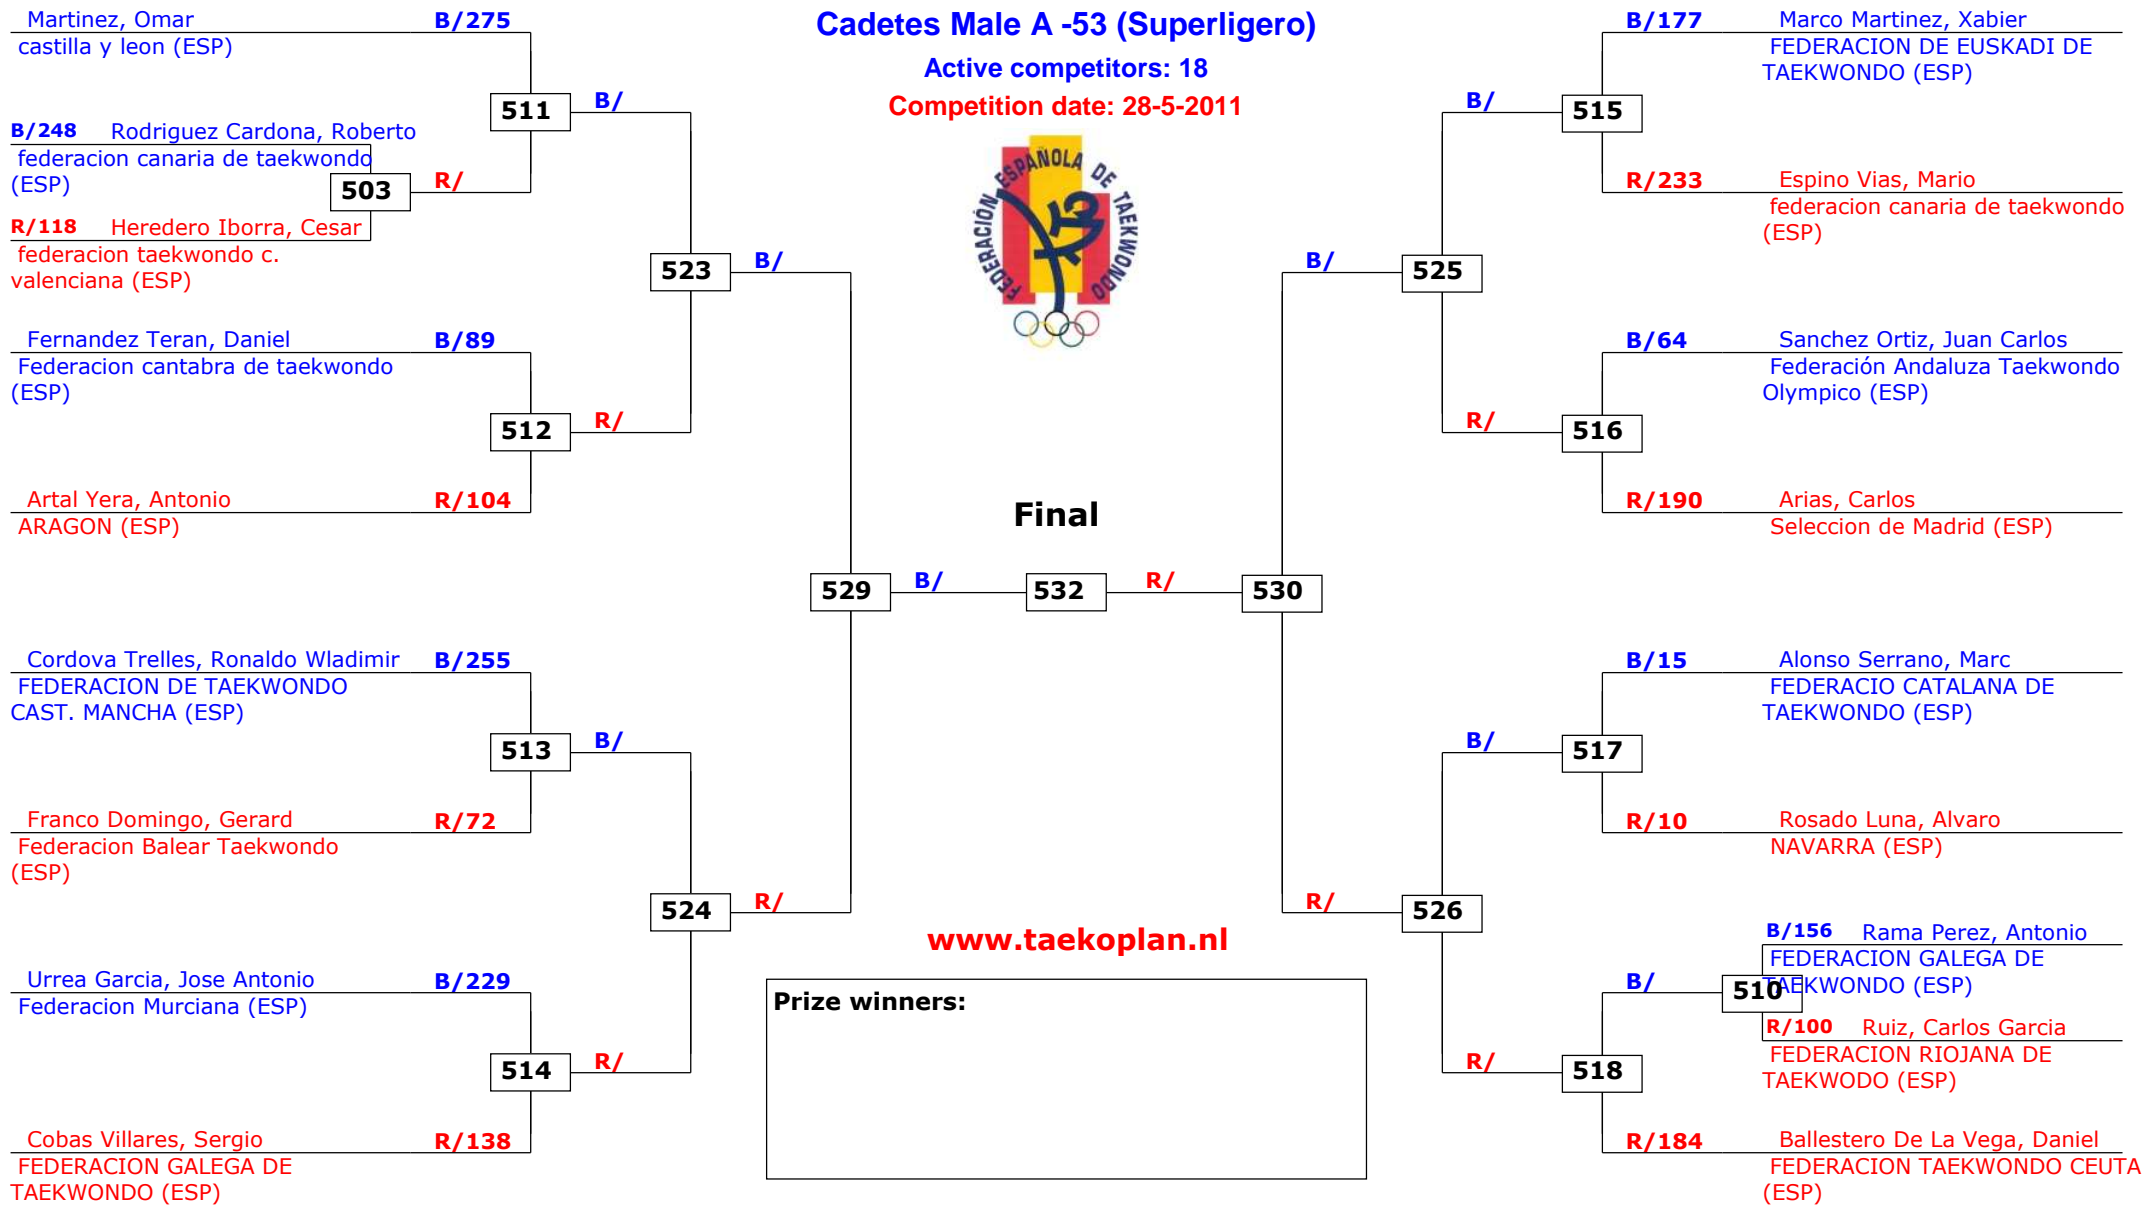 Cadetes Male A -53 (Superligero)
Active competitors: 18
Competition date: 28-5-2011
FEDERACIÓN ESPAÑOLA DE TAEKWONDO
Martinez, Omar B/275
castilla y leon (ESP)
511 B/
B/248 Rodriguez Cardona, Roberto
federacion canaria de taekwondo
(ESP)
503 R/
R/118 Heredero Iborra, Cesar
federacion taekwondo c.
valenciana (ESP)
523 B/
Fernandez Teran, Daniel B/89
Federacion cantabra de taekwondo
(ESP)
512 R/
Artal Yera, Antonio R/104
ARAGON (ESP)
Cordova Trelles, Ronaldo Wladimir B/255
FEDERACION DE TAEKWONDO
CAST. MANCHA (ESP)
513 B/
Franco Domingo, Gerard R/72
Federacion Balear Taekwondo
(ESP)
524 R/
Urrea Garcia, Jose Antonio B/229
Federacion Murciana (ESP)
514 R/
Cobas Villares, Sergio R/138
FEDERACION GALEGA DE
TAEKWONDO (ESP)
Final
529 B/ 532 R/ 530
B/177 Marco Martinez, Xabier
FEDERACION DE EUSKADI DE
TAEKWONDO (ESP)
B/ 515
R/233 Espino Vias, Mario
federacion canaria de taekwondo
(ESP)
B/ 525
B/64 Sanchez Ortiz, Juan Carlos
Federación Andaluza Taekwondo
Olympico (ESP)
R/ 516
R/190 Arias, Carlos
Seleccion de Madrid (ESP)
B/15 Alonso Serrano, Marc
FEDERACIO CATALANA DE
TAEKWONDO (ESP)
B/ 517
R/10 Rosado Luna, Alvaro
NAVARRA (ESP)
R/ 526
B/156 Rama Perez, Antonio
FEDERACION GALEGA DE
TAEKWONDO (ESP)
B/ 510
R/100 Ruiz, Carlos Garcia
FEDERACION RIOJANA DE
TAEKWODO (ESP)
R/ 518
R/184 Ballestero De La Vega, Daniel
FEDERACION TAEKWONDO CEUTA
(ESP)
www.taekoplan.nl
Prize winners: